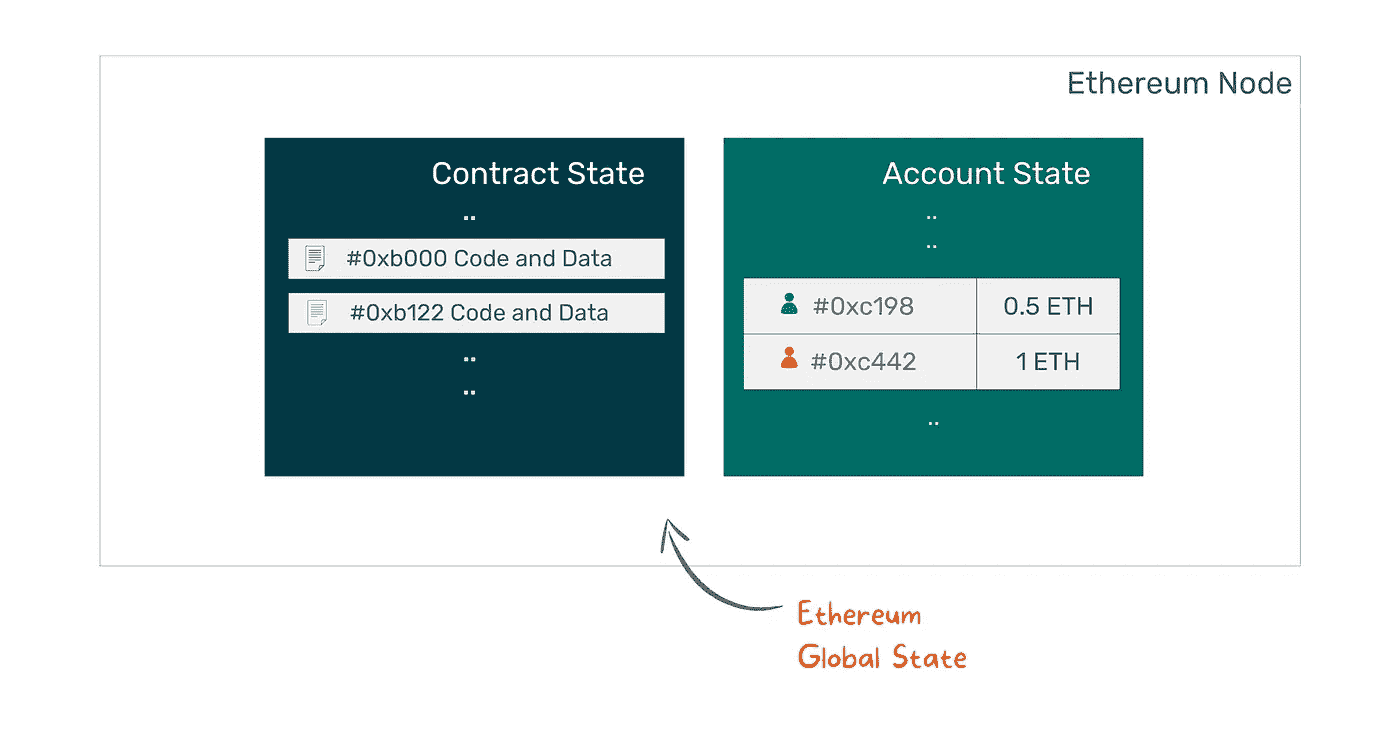 Ethereum Node
Contract State
..
#0xb000 Code and Data
#0xb122 Code and Data
..
..
Account State
..
..
#0xc198 0.5 ETH
#0xc442 1 ETH
..
Ethereum
Global State